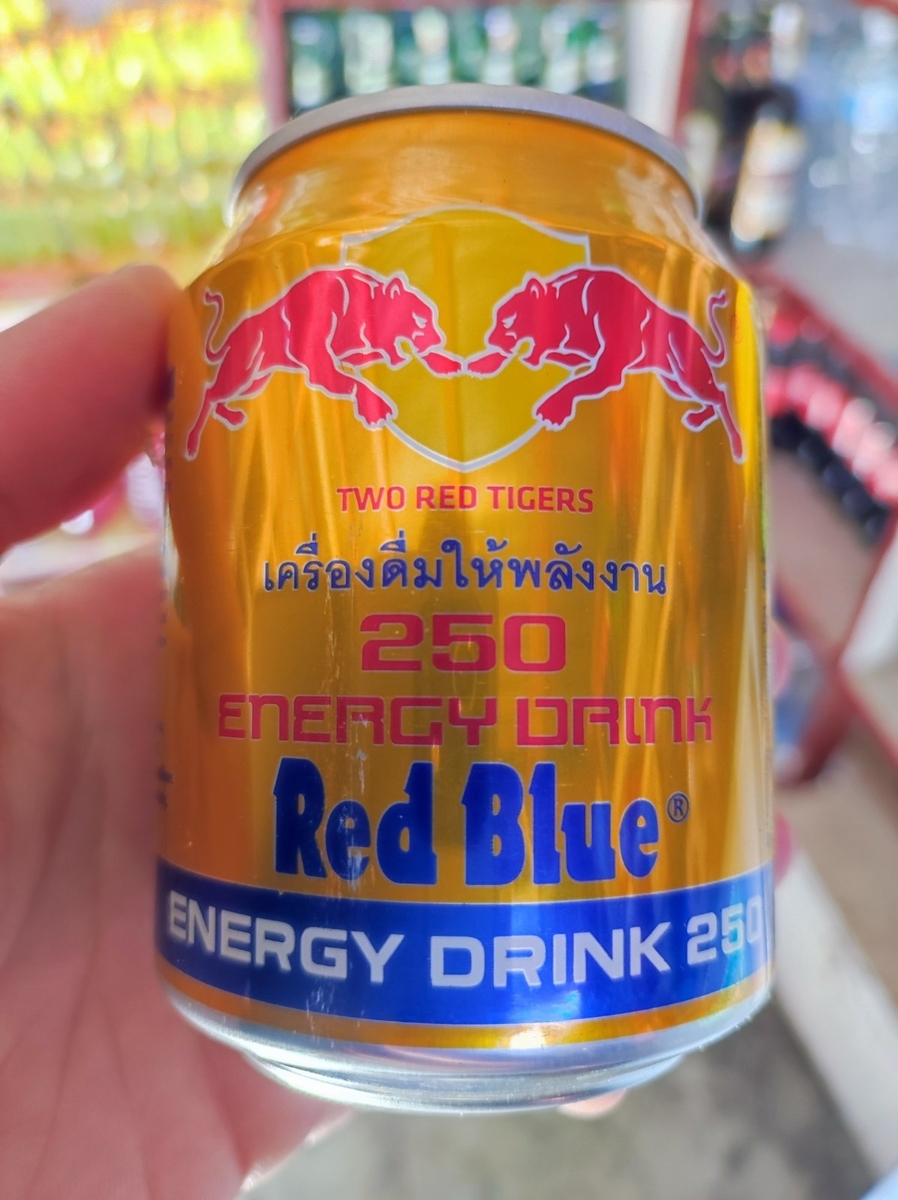 TWO RED TIGERS
เครื่องดื่มให้พลังงาน
250
ENERGY DRINK
Red Blue®
ENERGY DRINK 250